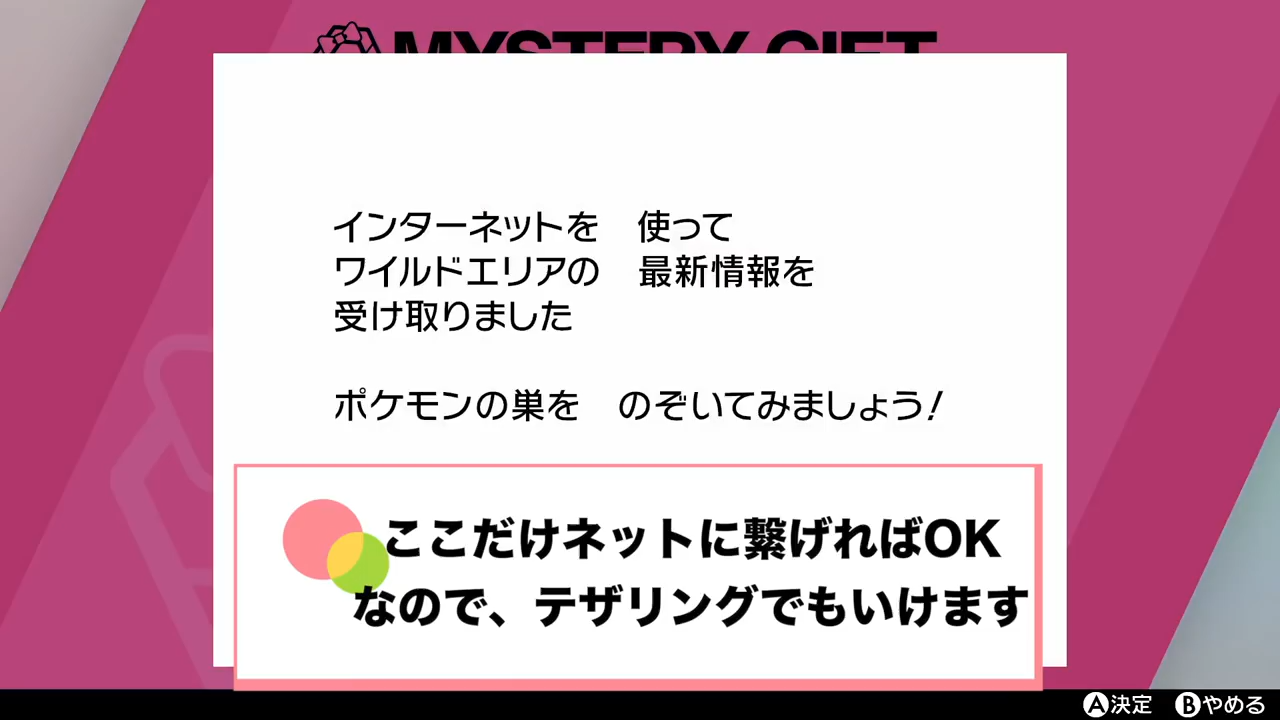 MYSTERY GIFT
インターネットを　使って
ワイルドエリアの　最新情報を
受け取りました
ポケモンの巣を　のぞいてみましょう!
ここだけネットに繋げればOK
なので、テザリングでもいけます
A決定 Bやめる